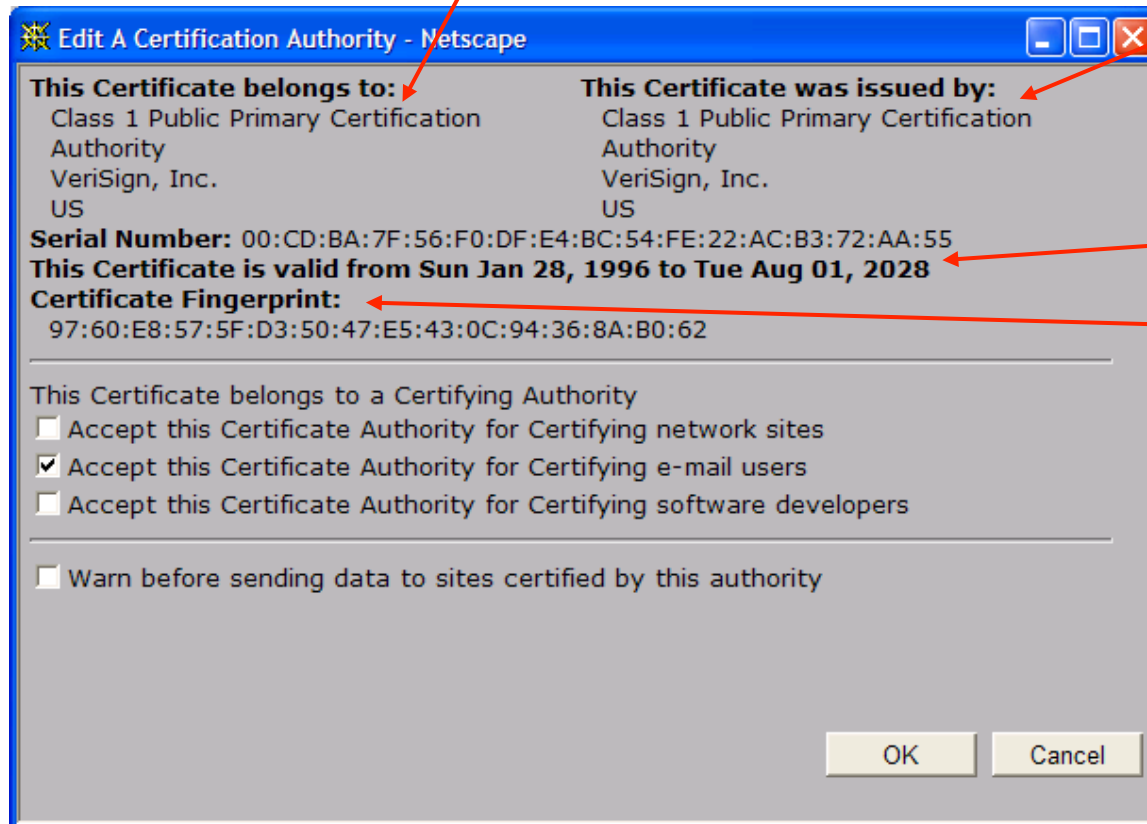 Edit A Certification Authority - Netscape
This Certificate belongs to:
Class 1 Public Primary Certification
Authority
VeriSign, Inc.
US
This Certificate was issued by:
Class 1 Public Primary Certification
Authority
VeriSign, Inc.
US
Serial Number: 00:CD:BA:7F:56:F0:DF:E4:BC:54:FE:22:AC:B3:72:AA:55
This Certificate is valid from Sun Jan 28, 1996 to Tue Aug 01, 2028
Certificate Fingerprint:
97:60:E8:57:5F:D3:50:47:E5:43:0C:94:36:8A:B0:62
This Certificate belongs to a Certifying Authority
Accept this Certificate Authority for Certifying network sites
Accept this Certificate Authority for Certifying e-mail users
Accept this Certificate Authority for Certifying software developers
Warn before sending data to sites certified by this authority
OK
Cancel